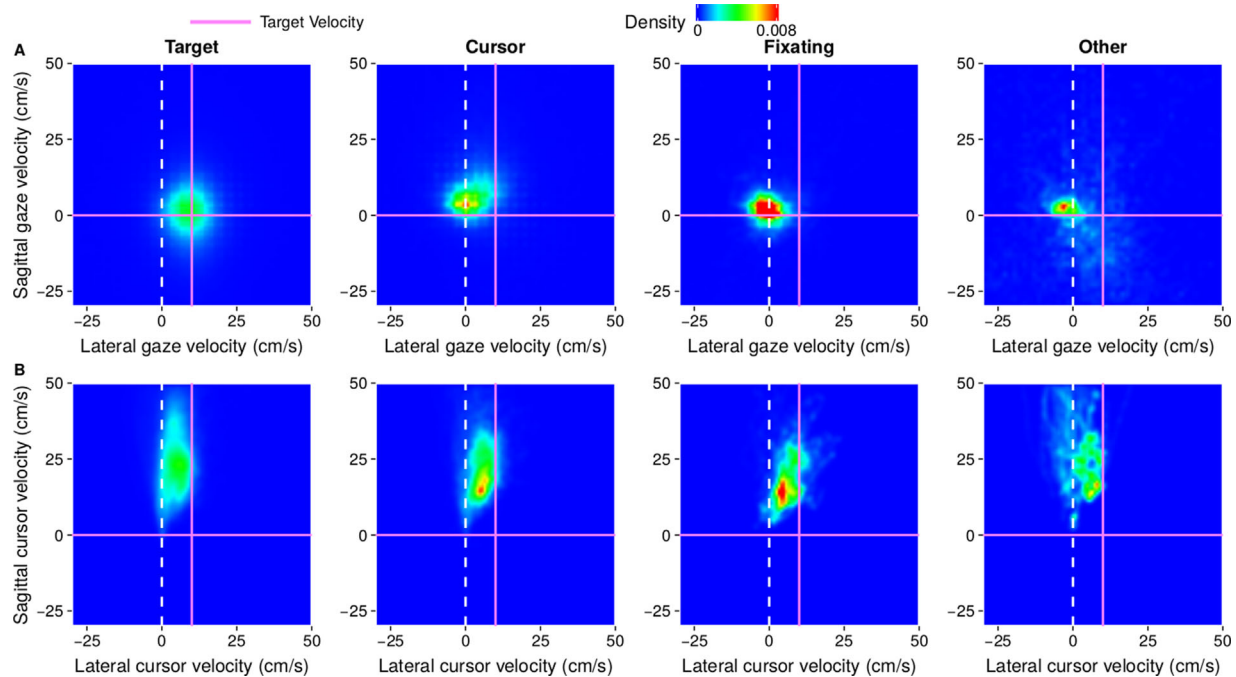 Target Velocity
Density
0 0.008
A
Target Cursor Fixating Other
Sagittal gaze velocity (cm/s)
50 50 50 50
25 25 25 25
0 0 0 0
−25 −25 −25 −25
−25 0 25 50 −25 0 25 50 −25 0 25 50 −25 0 25 50
Lateral gaze velocity (cm/s) Lateral gaze velocity (cm/s) Lateral gaze velocity (cm/s) Lateral gaze velocity (cm/s)
B
Sagittal cursor velocity (cm/s)
50 50 50 50
25 25 25 25
0 0 0 0
−25 −25 −25 −25
−25 0 25 50 −25 0 25 50 −25 0 25 50 −25 0 25 50
Lateral cursor velocity (cm/s) Lateral cursor velocity (cm/s) Lateral cursor velocity (cm/s) Lateral cursor velocity (cm/s)